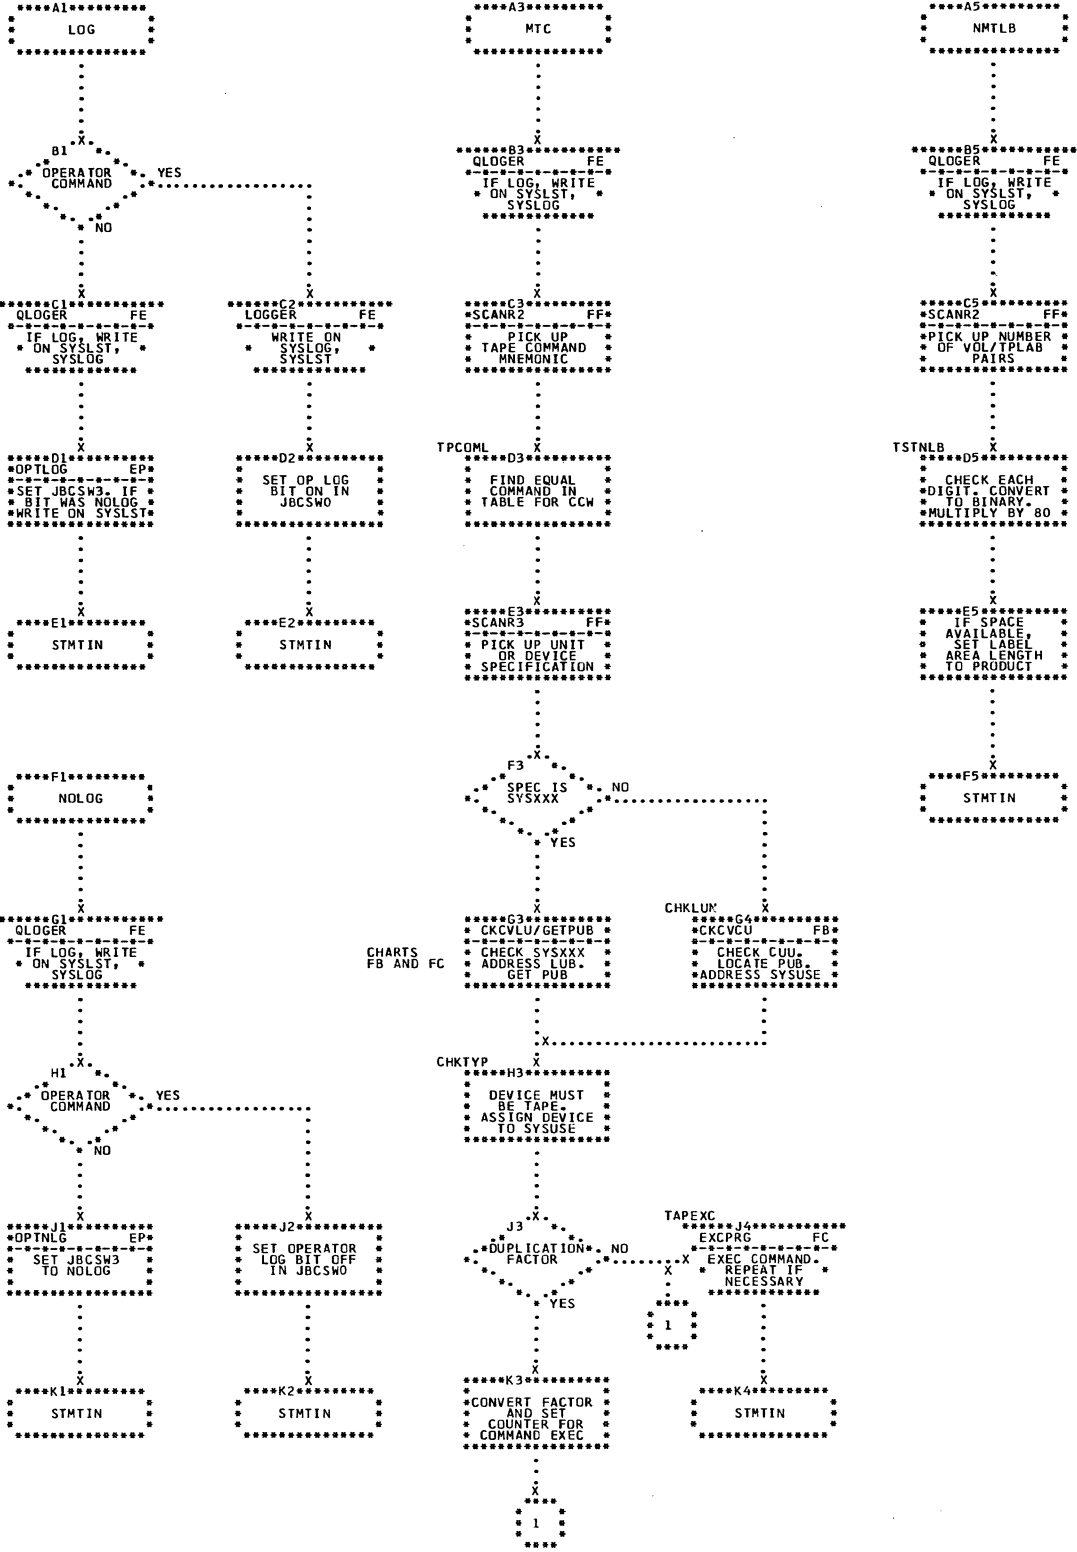 A1
LOG
B1
OPERATOR
COMMAND
YES
NO
C1
QLOGER FE
IF LOG, WRITE
ON SYSLST,
SYSLOG
C2
LOGGER FE
WRITE ON
SYSLOG,
SYSLST
D1
OPTLOG EP
SET JBCSW3. IF
BIT WAS NOLOG
WRITE ON SYSLST
D2
SET OP LOG
BIT ON IN
JBCSW0
E1
STMTIN
E2
STMTIN
F1
NOLOG
G1
QLOGER FE
IF LOG, WRITE
ON SYSLST,
SYSLOG
H1
OPERATOR
COMMAND
YES
NO
J1
OPTNLG EP
SET JBCSW3
TO NOLOG
J2
SET OPERATOR
LOG BIT OFF
IN JBCSW0
K1
STMTIN
K2
STMTIN
A3
MTC
B3
QLOGER FE
IF LOG, WRITE
ON SYSLST,
SYSLOG
C3
SCANR2 FF
PICK UP
TAPE COMMAND
MNEMONIC
TPCOML
D3
FIND EQUAL
COMMAND IN
TABLE FOR CCW
E3
SCANR3 FF
PICK UP UNIT
OR DEVICE
SPECIFICATION
F3
SPEC IS
SYSXXX
NO
YES
CHARTS
FB AND FC
G3
CKCVLU/GETPUB
CHECK SYSXXX
ADDRESS LUB.
GET PUB
CHKLUN
G4
CKCVCU FB
CHECK CUU.
LOCATE PUB.
ADDRESS SYSUSE
CHKTYP
H3
DEVICE MUST
BE TAPE.
ASSIGN DEVICE
TO SYSUSE
J3
DUPLICATION
FACTOR
NO
YES
TAPEXC
J4
EXCPRG FC
EXEC COMMAND.
REPEAT IF
NECESSARY
1
K3
CONVERT FACTOR
AND SET
COUNTER FOR
COMMAND EXEC
K4
STMTIN
1
A5
NMTLB
B5
QLOGER FE
IF LOG, WRITE
ON SYSLST,
SYSLOG
C5
SCANR2 FF
PICK UP NUMBER
OF VOL/TPLAB
PAIRS
TSTNLB
D5
CHECK EACH
DIGIT. CONVERT
TO BINARY.
MULTIPLY BY 80
E5
IF SPACE
AVAILABLE,
SET LABEL
AREA LENGTH
TO PRODUCT
F5
STMTIN